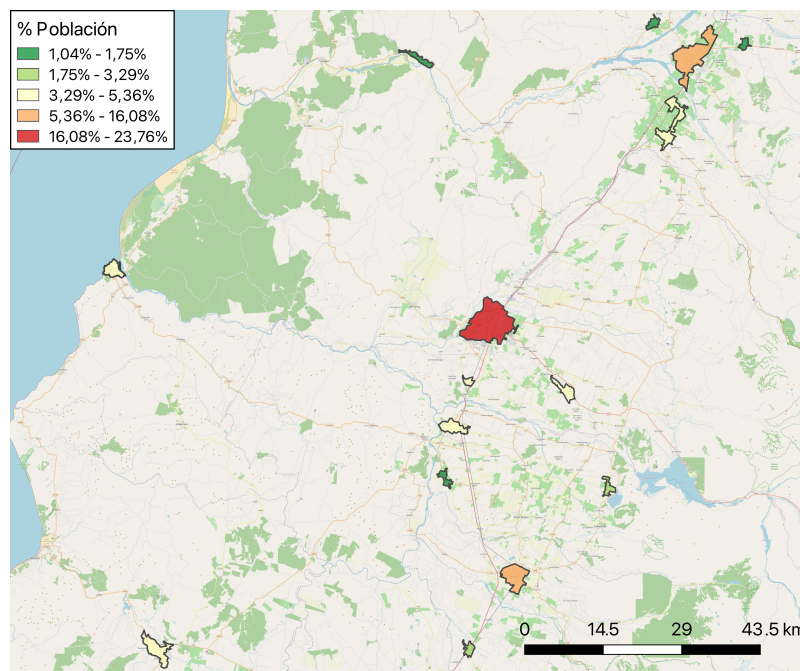 % Población
1,04% - 1,75%
1,75% - 3,29%
3,29% - 5,36%
5,36% - 16,08%
16,08% - 23,76%
0 14.5 29 43.5 km